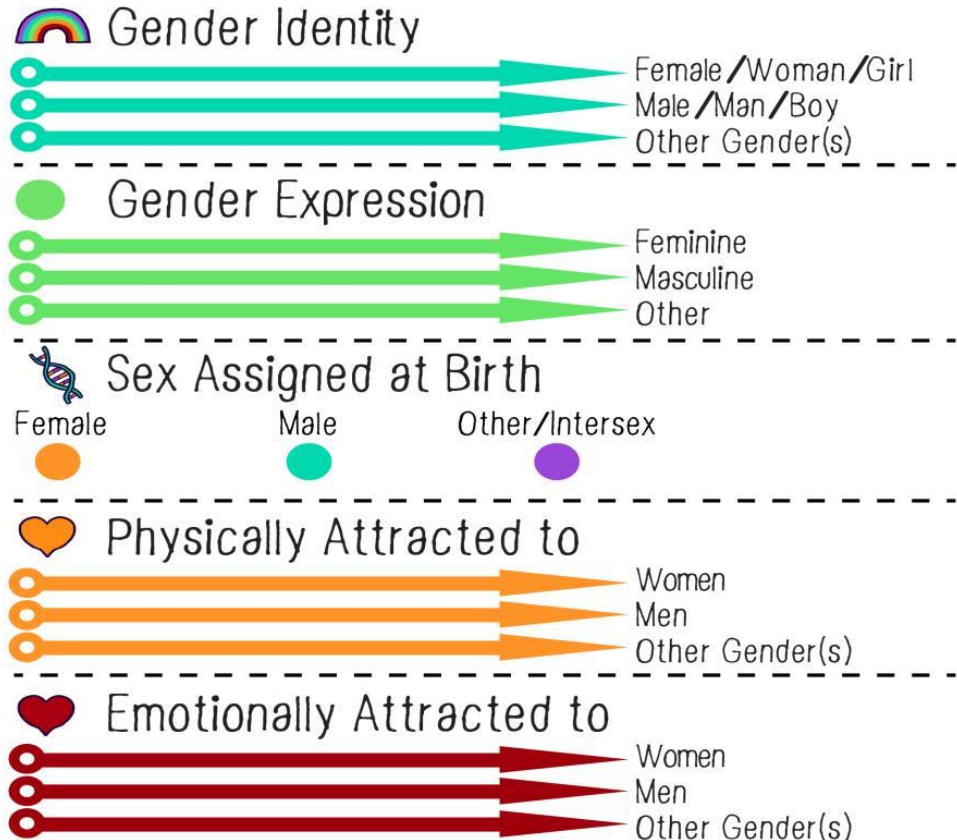 Gender Identity
Female/Woman/Girl
Male/Man/Boy
Other Gender(s)
Gender Expression
Feminine
Masculine
Other
Sex Assigned at Birth
Female Male Other/Intersex
Physically Attracted to
Women
Men
Other Gender(s)
Emotionally Attracted to
Women
Men
Other Gender(s)